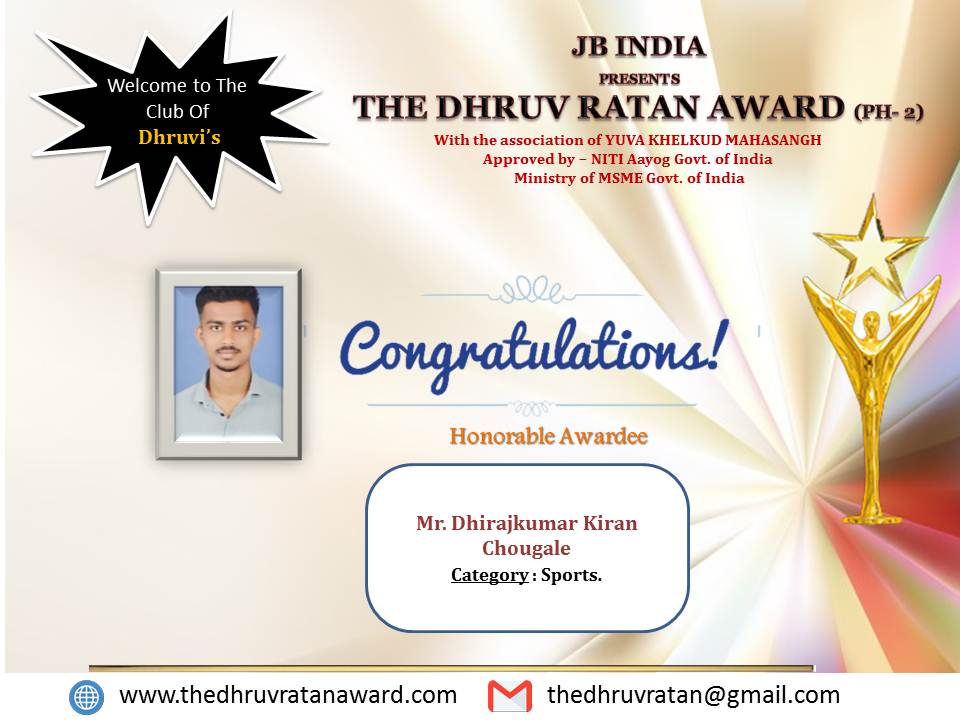 Welcome to The
Club Of
Dhruvi's
JB INDIA
PRESENTS
THE DHRUV RATAN AWARD (PH- 2)
With the association of YUVA KHELKUD MAHASANGH
Approved by – NITI Aayog Govt. of India
Ministry of MSME Govt. of India
Congratulations!
Honorable Awardee
Mr. Dhirajkumar Kiran
Chougale
Category : Sports.
www.thedhruvratanaward.com
thedhruvratan@gmail.com